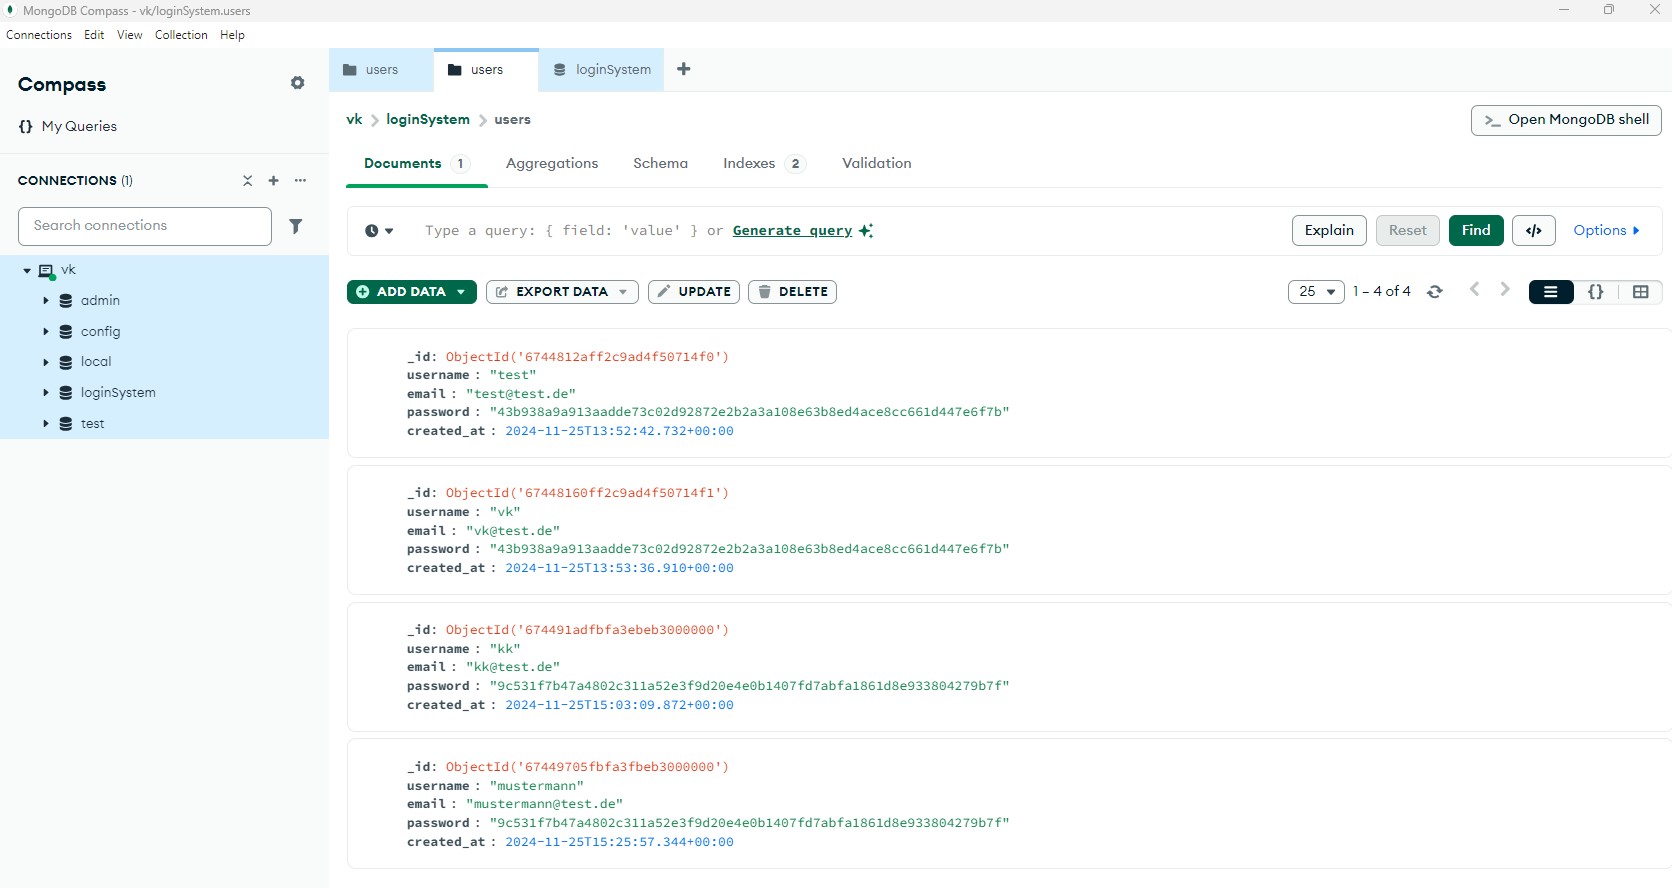 MongoDB Compass - vk/loginSystem.users
Connections Edit View Collection Help
Compass
{} My Queries
CONNECTIONS (1)
Search connections
vk
admin
config
local
loginSystem
test
users users loginSystem
vk > loginSystem > users
>_ Open MongoDB shell
Documents 1 Aggregations Schema Indexes 2 Validation
Type a query: { field: 'value' } or Generate query
Explain Reset Find </> Options
ADD DATA EXPORT DATA UPDATE DELETE
25 1 – 4 of 4 {}
_id: ObjectId('6744812aff2c9ad4f50714f0')
username : "test"
email : "test@test.de"
password : "43b938a9a913aadde73c02d92872e2b2a3a108e63b8ed4ace8cc661d447e6f7b"
created_at : 2024-11-25T13:52:42.732+00:00
_id: ObjectId('67448160ff2c9ad4f50714f1')
username : "vk"
email : "vk@test.de"
password : "43b938a9a913aadde73c02d92872e2b2a3a108e63b8ed4ace8cc661d447e6f7b"
created_at : 2024-11-25T13:53:36.910+00:00
_id: ObjectId('674491adfbfa3ebeb3000000')
username : "kk"
email : "kk@test.de"
password : "9c531f7b47a4802c311a52e3f9d20e4e0b1407fd7abfa1861d8e933804279b7f"
created_at : 2024-11-25T15:03:09.872+00:00
_id: ObjectId('67449705fbfa3fbeb3000000')
username : "mustermann"
email : "mustermann@test.de"
password : "9c531f7b47a4802c311a52e3f9d20e4e0b1407fd7abfa1861d8e933804279b7f"
created_at : 2024-11-25T15:25:57.344+00:00